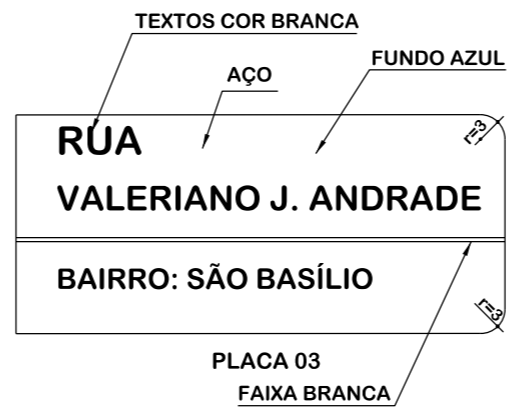 TEXTOS COR BRANCA
FUNDO AZUL
AÇO
RUA
r=3
VALERIANO J. ANDRADE
BAIRRO: SÃO BASÍLIO
r=3
PLACA 03
FAIXA BRANCA